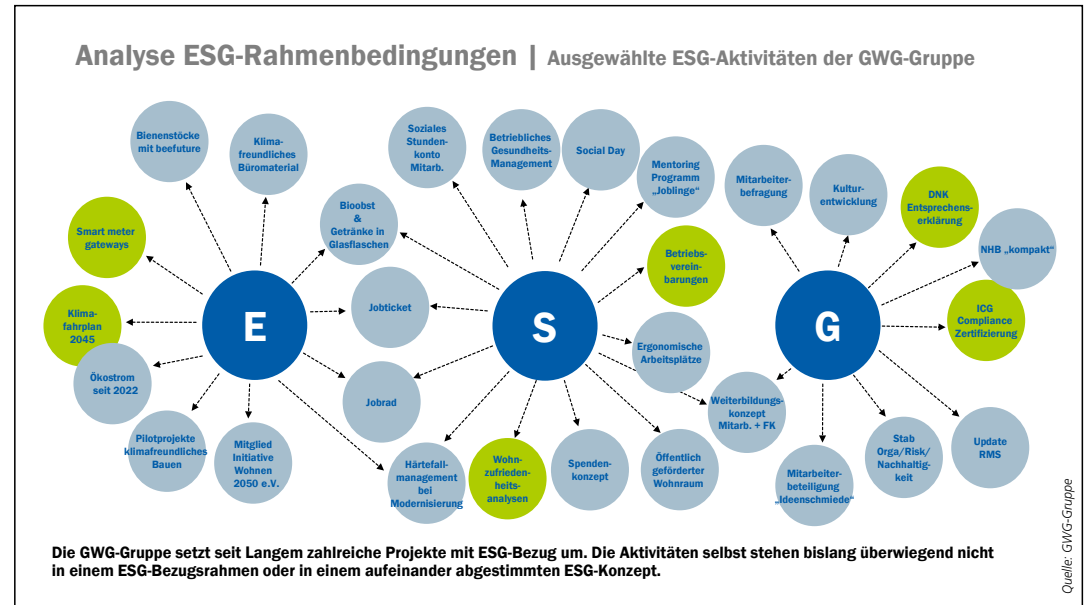 Analyse ESG-Rahmenbedingungen | Ausgewählte ESG-Aktivitäten der GWG-Gruppe
Bienenstöcke
mit beefuture
Klima-
freundliches
Büromaterial
Smart meter
gateways
Bioobst
&
Getränke in
Glasflaschen
Klima-
fahrplan
2045
E
Jobticket
Ökostrom
seit 2022
Jobrad
Pilotprojekte
klimafreundliches
Bauen
Mitglied
Initiative
Wohnen
2050 e.V.
Soziales
Stunden-
konto
Mitarb.
Betriebliches
Gesundheits-
Management
Social Day
Mentoring
Programm
„Joblinge“
Betriebs-
verein-
barungen
S
Ergonomische
Arbeitsplätze
Weiterbildungs-
konzept
Mitarb. + FK
Härtefall-
management
bei
Modernisierung
Wohn-
zufrieden-
heits-
analysen
Spenden-
konzept
Öffentlich
geförderter
Wohnraum
Mitarbeiter-
befragung
Kultur-
entwicklung
DNK
Entsprechens-
erklärung
NHB „kompakt“
G
ICG
Compliance
Zertifizierung
Mitarbeiter-
beteiligung
„Ideenschmiede“
Stab
Orga/Risk/
Nachhaltig-
keit
Update
RMS
Die GWG-Gruppe setzt seit Langem zahlreiche Projekte mit ESG-Bezug um. Die Aktivitäten selbst stehen bislang überwiegend nicht
in einem ESG-Bezugsrahmen oder in einem aufeinander abgestimmten ESG-Konzept.
Quelle: GWG-Gruppe